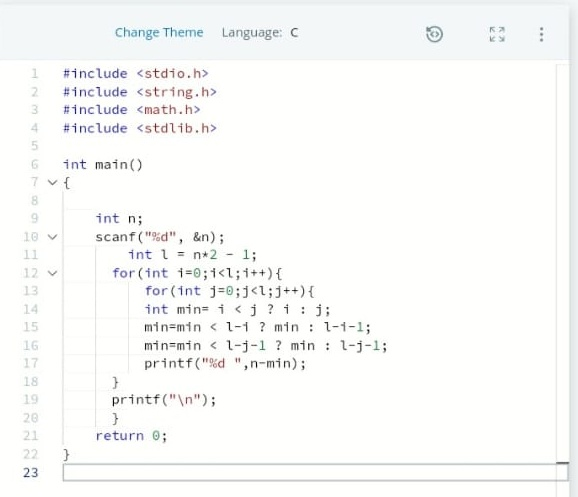 Change Theme Language: C
1 #include <stdio.h>
2 #include <string.h>
3 #include <math.h>
4 #include <stdlib.h>
5
6 int main()
7 {
8
9 int n;
10 scanf("%d", &n);
11 int l = n*2 - 1;
12 for(int i=0;i<l;i++){
13 for(int j=0;j<l;j++){
14 int min= i < j ? i : j;
15 min=min < l-i ? min : l-i-1;
16 min=min < l-j-1 ? min : l-j-1;
17 printf("%d ",n-min);
18 }
19 printf("\n");
20 }
21 return 0;
22 }
23